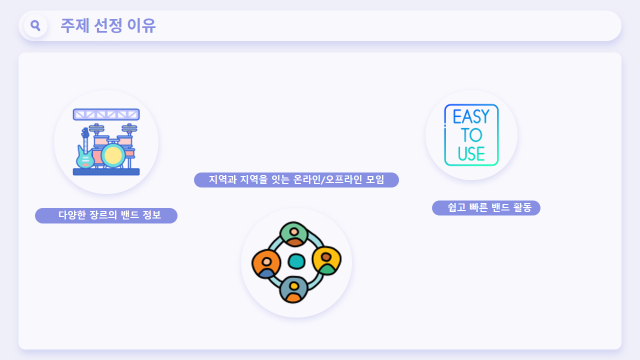 주제 선정 이유
다양한 장르의 밴드 정보
지역과 지역을 잇는 온라인/오프라인 모임
EASY
TO
USE
쉽고 빠른 밴드 활동